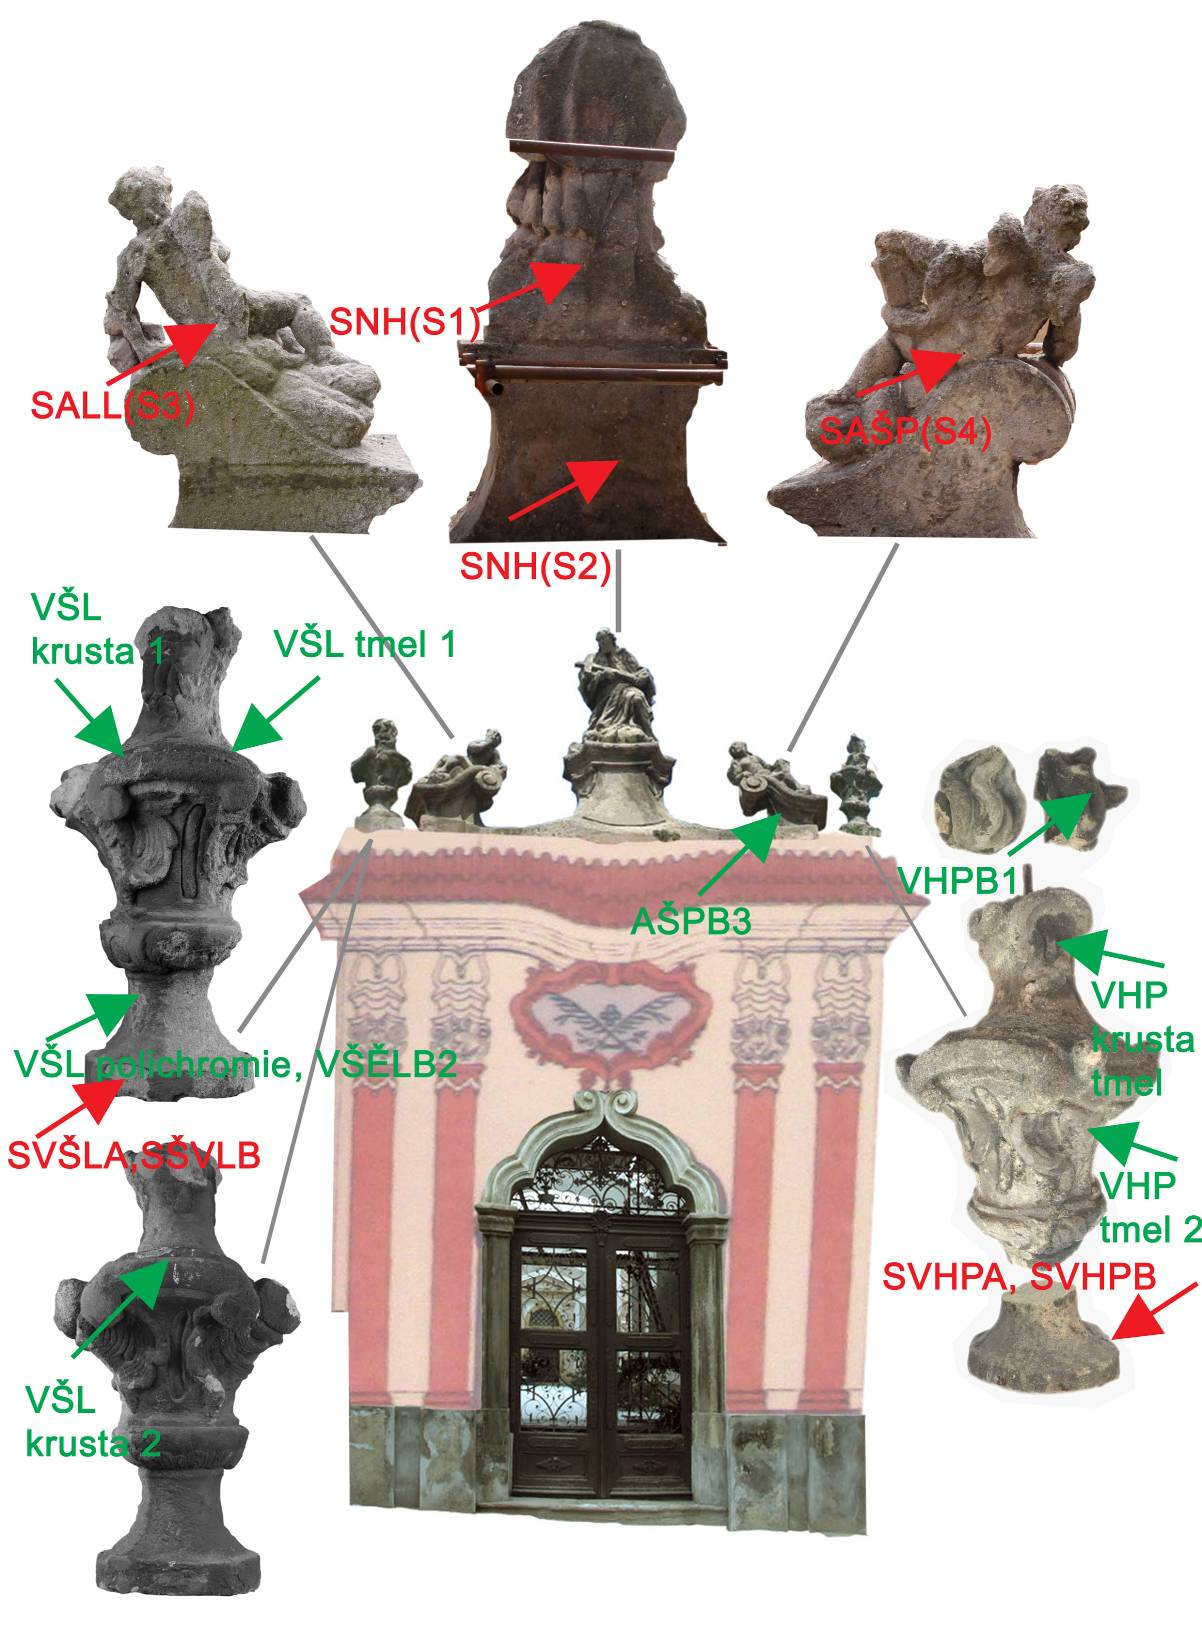 SNH(S1)
SALL(S3)
SAŠP(S4)
SNH(S2)
VŠL
krusta 1
VŠL tmel 1
VHPB1
AŠPB3
VHP
krusta
tmel
VŠL polichromie, VŠĚLB2
SVŠLA,SŠVLB
VHP
tmel 2
SVHPA, SVHPB
VŠL
krusta 2